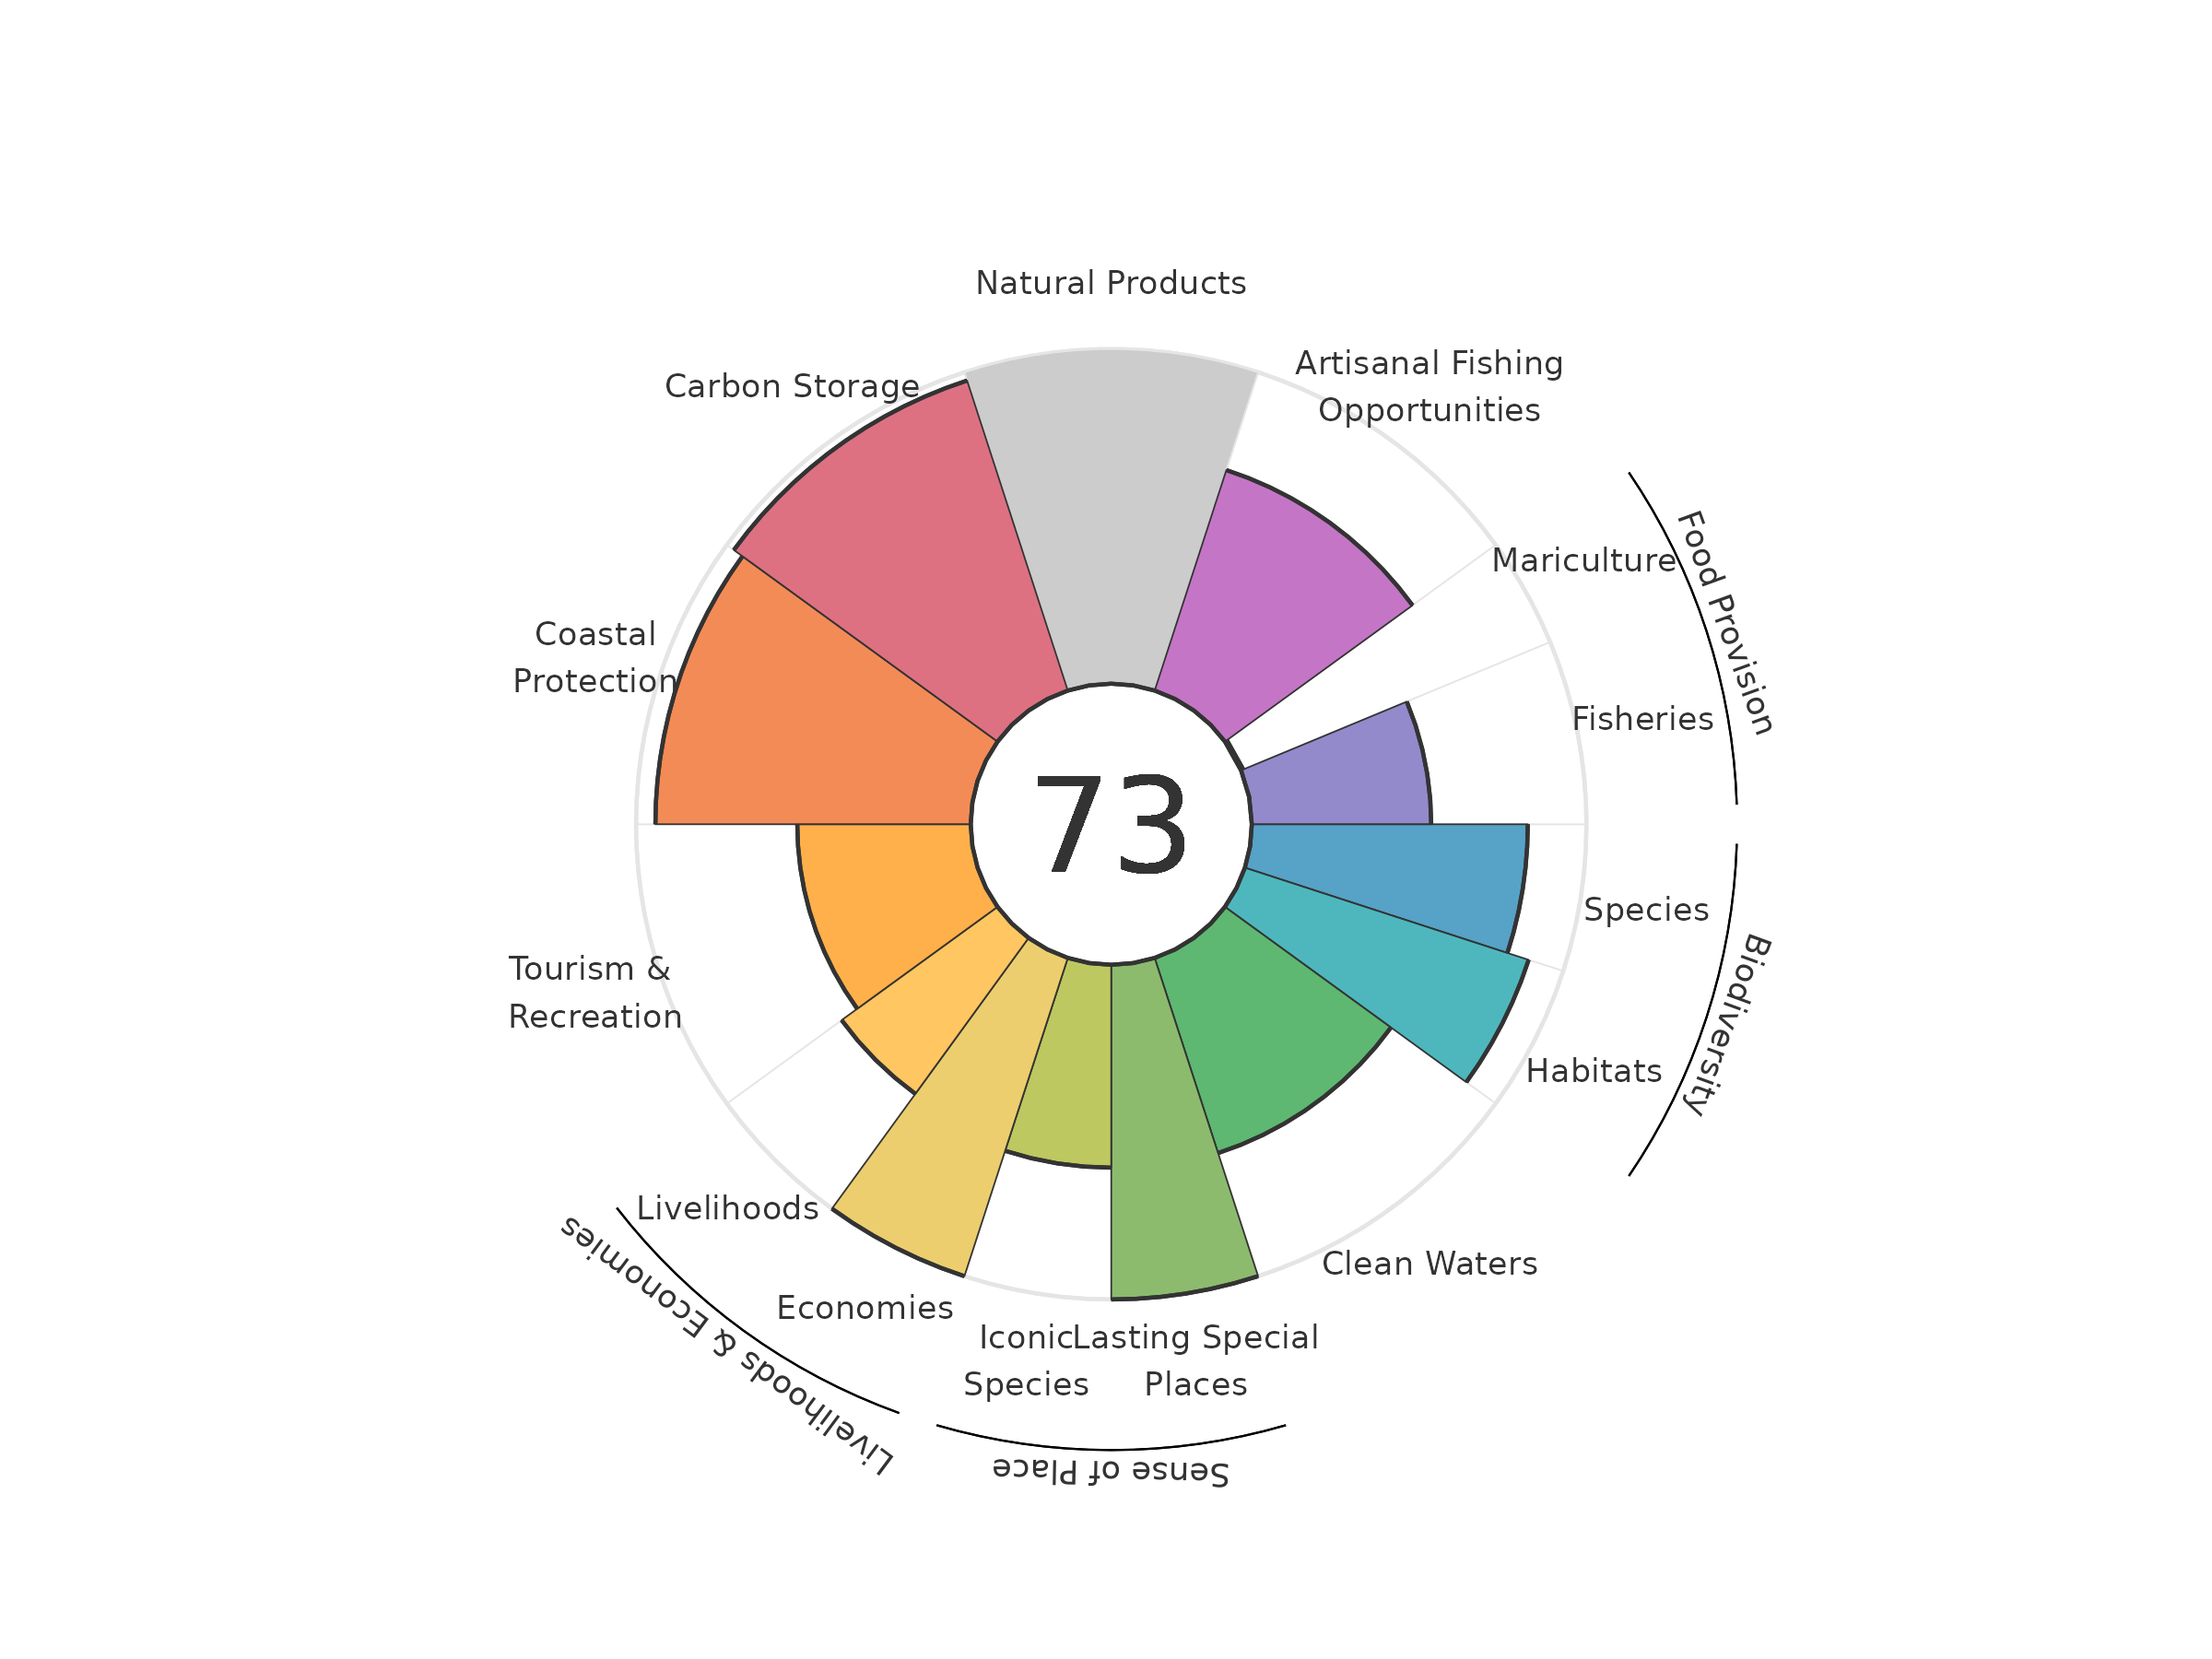 Natural Products
Artisanal Fishing
Opportunities
Carbon Storage
Mariculture
Food Provision
Coastal
Protection
Fisheries
73
Species
Biodiversity
Tourism &
Recreation
Habitats
Livelihoods
Clean Waters
Livelihoods & Economies
Economies
Iconic
Species
Lasting Special
Places
Sense of Place